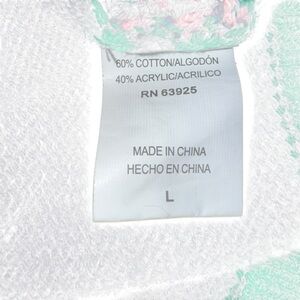 60% COTTON/ALGODÓN
40% ACRYLIC/ACRILICO
RN 63925
MADE IN CHINA
HECHO EN CHINA
L